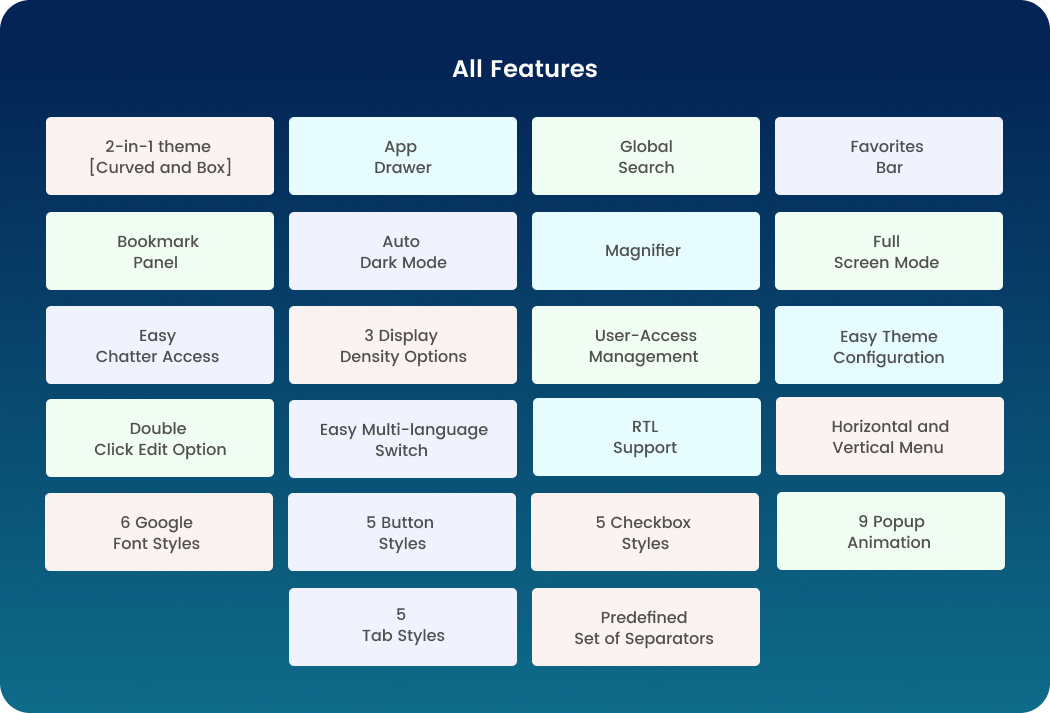 All Features
2-in-1 theme
[Curved and Box]
App
Drawer
Global
Search
Favorites
Bar
Bookmark
Panel
Auto
Dark Mode
Magnifier
Full
Screen Mode
Easy
Chatter Access
3 Display
Density Options
User-Access
Management
Easy Theme
Configuration
Double
Click Edit Option
Easy Multi-language
Switch
RTL
Support
Horizontal and
Vertical Menu
6 Google
Font Styles
5 Button
Styles
5 Checkbox
Styles
9 Popup
Animation
5
Tab Styles
Predefined
Set of Separators